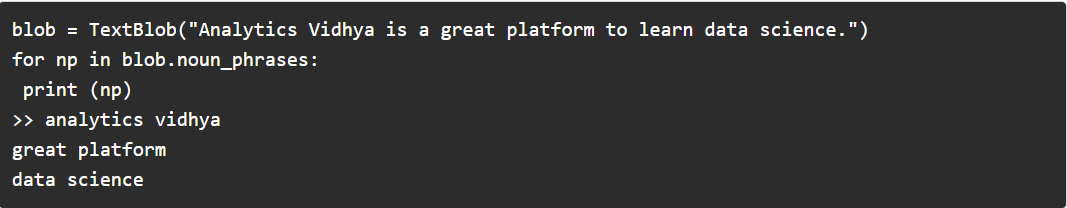 blob = TextBlob("Analytics Vidhya is a great platform to learn data science.")
for np in blob.noun_phrases:
 print (np)
>> analytics vidhya
great platform
data science